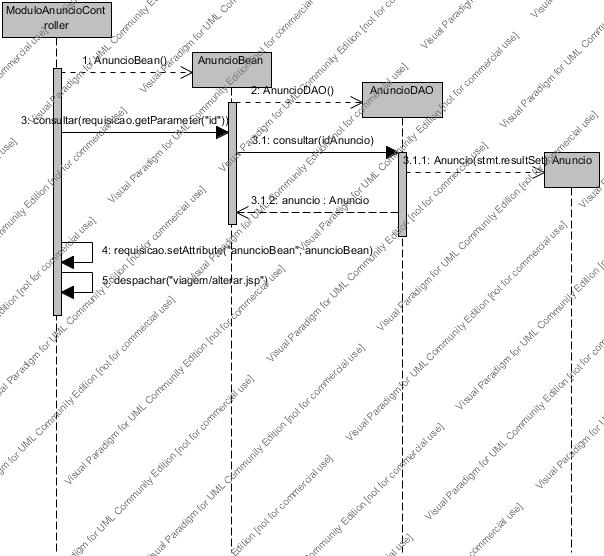 ModuloAnuncioCont
roller
1: AnuncioBean()
AnuncioBean
2: AnuncioDAO()
AnuncioDAO
3: consultar(requisicao.getParameter("id"))
3.1: consultar(idAnuncio)
3.1.1: Anuncio(stmt.resultSet)
Anuncio
3.1.2: anuncio : Anuncio
4: requisicao.setAttribute("anuncioBean", anuncioBean)
5: despachar("viagem/alterar.jsp")
Visual Paradigm for UML Community Edition [not for commercial use]